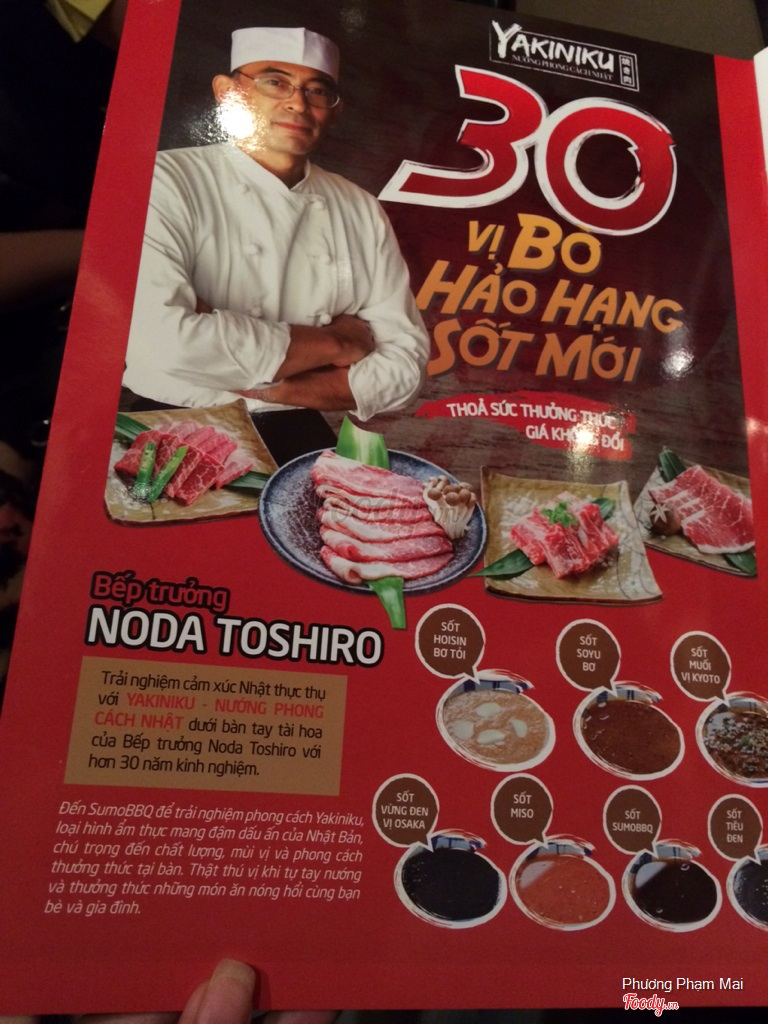 YAKINIKU
NƯỚNG PHONG CÁCH NHẬT
焼き肉
30
VỊ BÒ
HẢO HẠNG
SỐT MỚI
THOẢ SỨC THƯỞNG THỨC
GIÁ KHÔNG ĐỔI
Bếp trưởng
NODA TOSHIRO
Trải nghiệm cảm xúc Nhật thực thụ
với YAKINIKU - NƯỚNG PHONG
CÁCH NHẬT dưới bàn tay tài hoa
của Bếp trưởng Noda Toshiro với
hơn 30 năm kinh nghiệm.
Đến SumoBBQ để trải nghiệm phong cách Yakiniku,
loại hình ẩm thực mang đậm dấu ấn của Nhật Bản,
chú trọng đến chất lượng, mùi vị và phong cách
thưởng thức tại bàn. Thật thú vị khi tự tay nướng
và thưởng thức những món ăn nóng hổi cùng bạn
bè và gia đình.
SỐT
HOISIN
BƠ TỎI
SỐT
SOYU
BƠ
SỐT
MUỐI
VỊ KYOTO
SỐT
VỪNG ĐEN
VỊ OSAKA
SỐT
MISO
SỐT
SUMOBBQ
SỐT
TIÊU
ĐEN
Phương Phạm Mai
Foody.vn